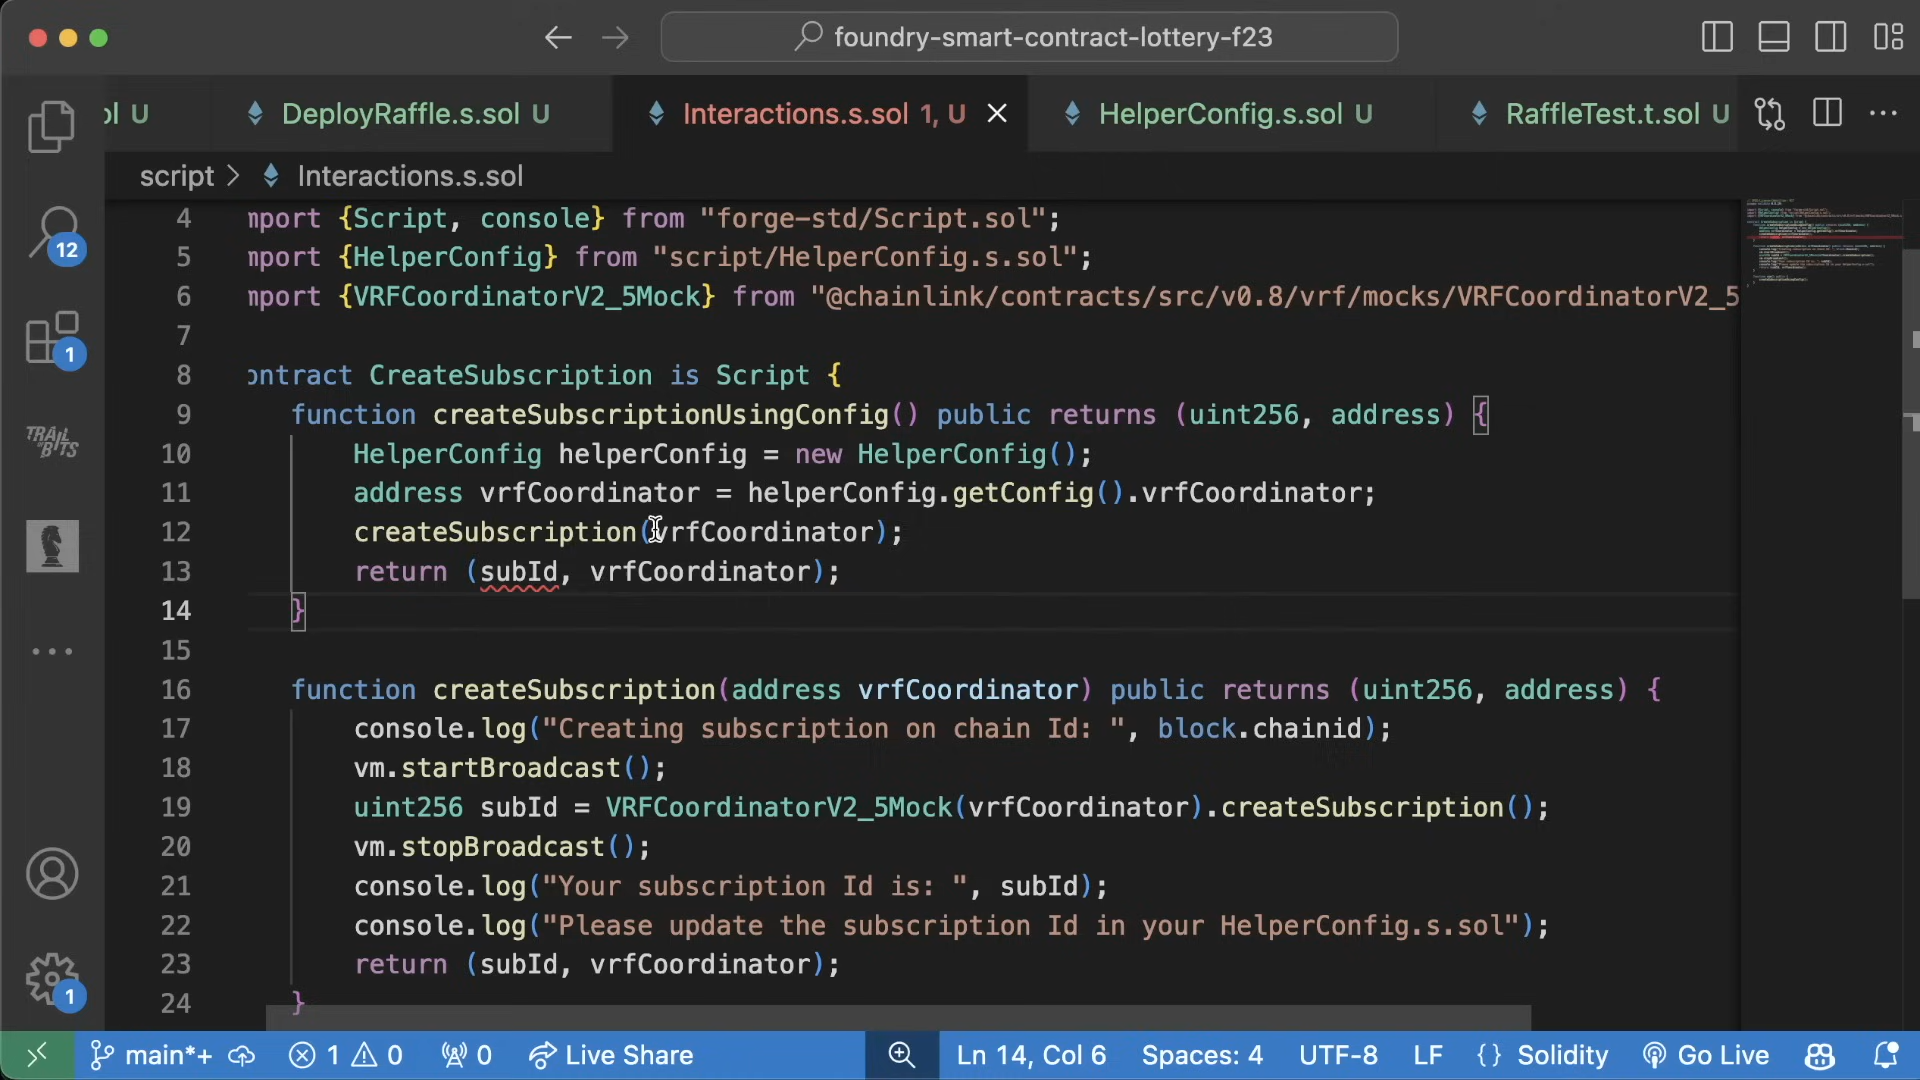 foundry-smart-contract-lottery-f23
ol U
DeployRaffle.s.sol U
Interactions.s.sol 1, U
HelperConfig.s.sol U
RaffleTest.t.sol U
script > Interactions.s.sol
12
1
TRAIL OF BITS
1
4 mport {Script, console} from "forge-std/Script.sol";
5 mport {HelperConfig} from "script/HelperConfig.s.sol";
6 mport {VRFCoordinatorV2_5Mock} from "@chainlink/contracts/src/v0.8/vrf/mocks/VRFCoordinatorV2_5
7
8 ontract CreateSubscription is Script {
9 function createSubscriptionUsingConfig() public returns (uint256, address) {
10 HelperConfig helperConfig = new HelperConfig();
11 address vrfCoordinator = helperConfig.getConfig().vrfCoordinator;
12 createSubscription(vrfCoordinator);
13 return (subId, vrfCoordinator);
14 }
15
16 function createSubscription(address vrfCoordinator) public returns (uint256, address) {
17 console.log("Creating subscription on chain Id: ", block.chainid);
18 vm.startBroadcast();
19 uint256 subId = VRFCoordinatorV2_5Mock(vrfCoordinator).createSubscription();
20 vm.stopBroadcast();
21 console.log("Your subscription Id is: ", subId);
22 console.log("Please update the subscription Id in your HelperConfig.s.sol");
23 return (subId, vrfCoordinator);
24 }
main*+ 1 0 0 Live Share Ln 14, Col 6 Spaces: 4 UTF-8 LF {} Solidity Go Live